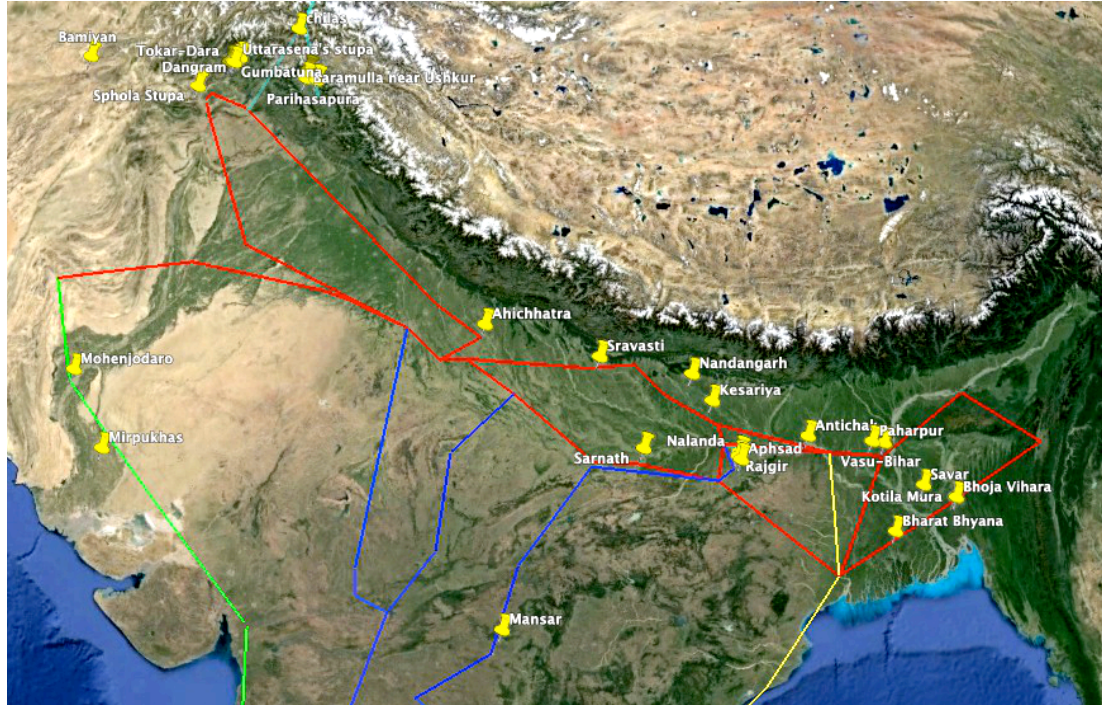 chilas
Bamiyan
Tokar-Dara
Uttarasena's stupa
Dangram
Gumbatuna
Baramulla near Ushkur
Sphola Stupa
Parihasapura
Ahichhatra
Sravasti
Mohenjodaro
Nandangarh
Kesariya
Mirpukhas
Nalanda
Antichak
Paharpur
Aphsad
Sarnath
Rajgir
Vasu-Bihar
Savar
Kotila Mura
Bhoja Vihara
Bharat Bhyana
Mansar